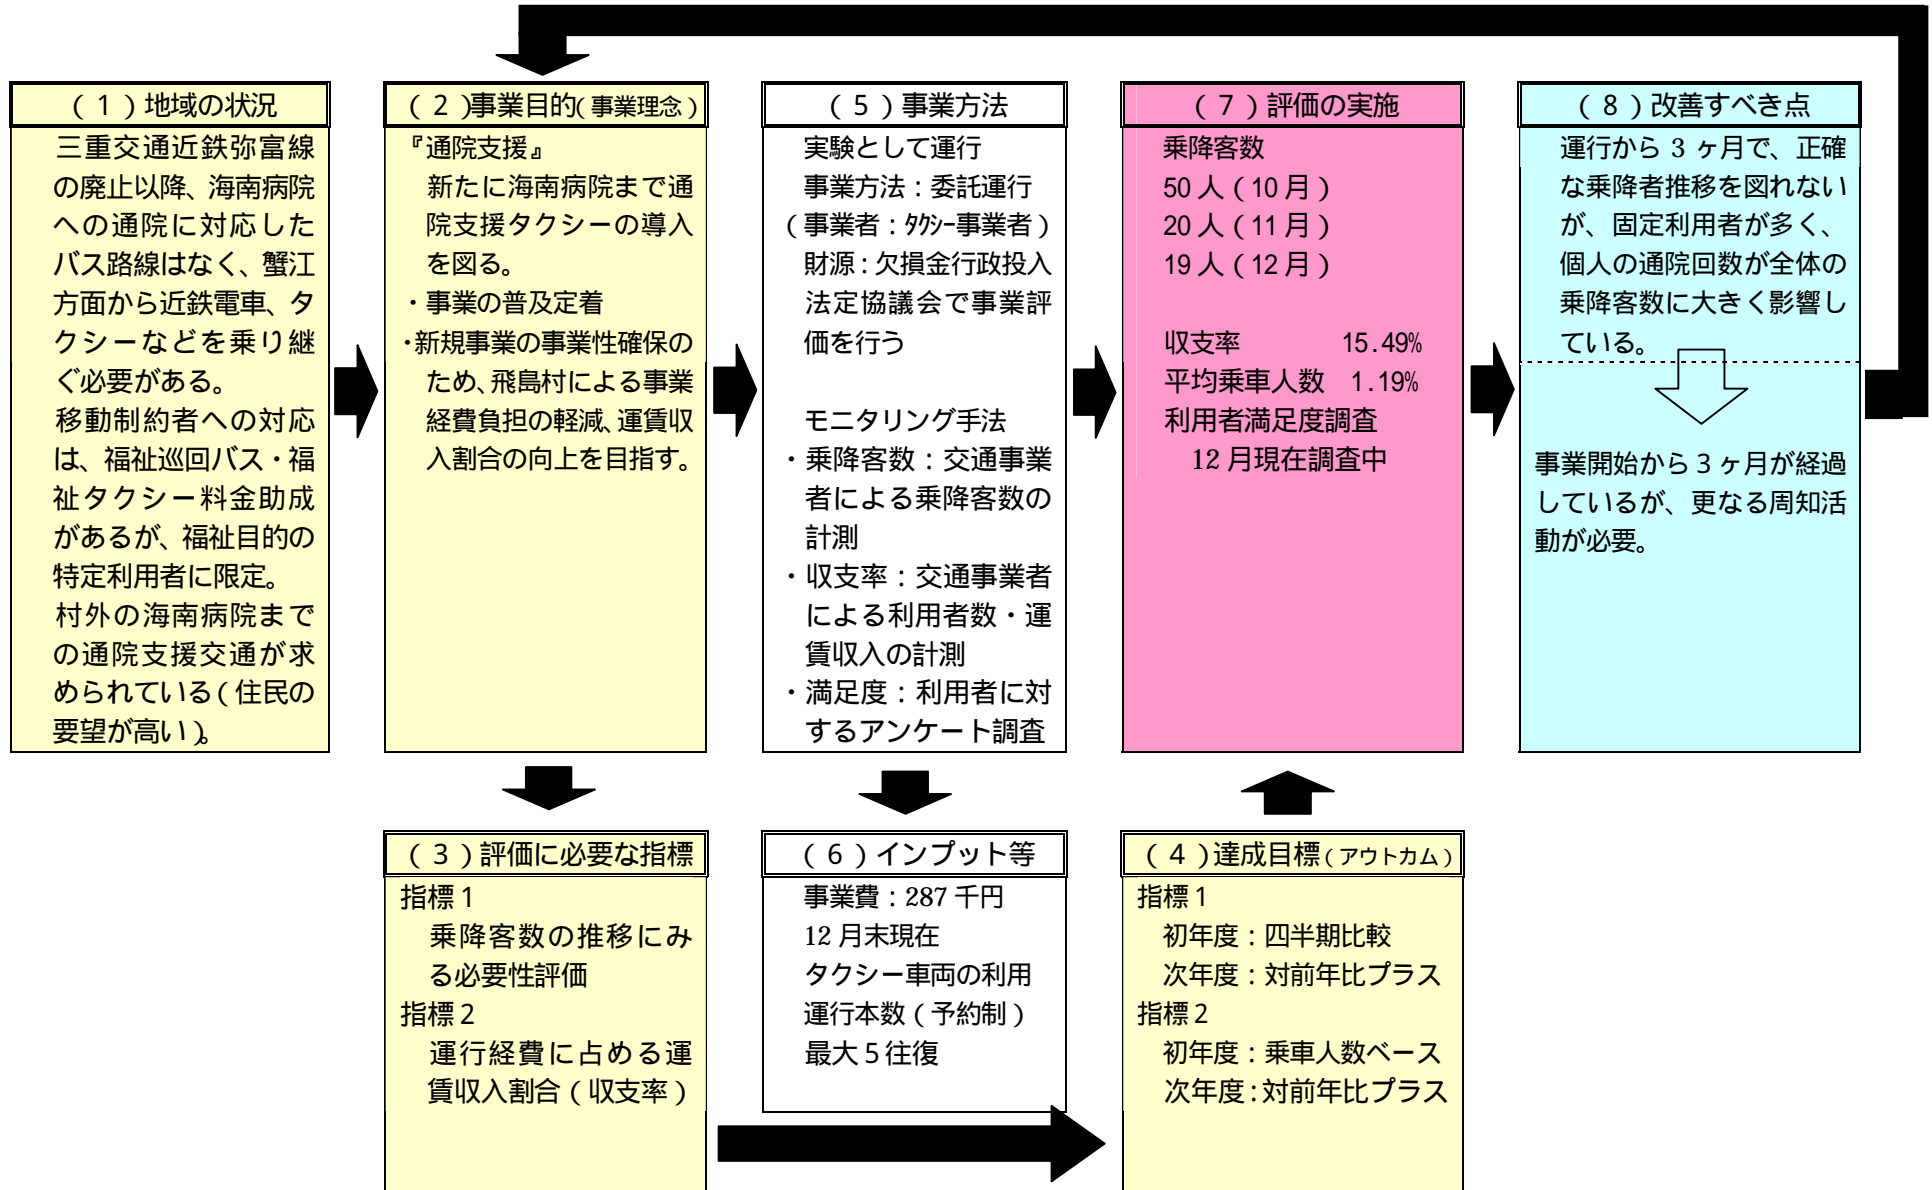 (1)地域の状況
三重交通近鉄弥富線
の廃止以降、海南病院
への通院に対応した
バス路線はなく、蟹江
方面から近鉄電車、タ
クシーなどを乗り継
ぐ必要がある。
移動制約者への対応
は、福祉巡回バス・福
祉タクシー料金助成
があるが、福祉目的の
特定利用者に限定。
村外の海南病院まで
の通院支援交通が求
められている(住民の
要望が高い)。
(2)事業目的(事業理念)
『通院支援』
新たに海南病院まで通
院支援タクシーの導入
を図る。
・事業の普及定着
・新規事業の事業性確保の
ため、飛島村による事業
経費負担の軽減、運賃収
入割合の向上を目指す。
(3)評価に必要な指標
指標1
乗降客数の推移にみ
る必要性評価
指標2
運行経費に占める運
賃収入割合(収支率)
(5)事業方法
実験として運行
事業方法:委託運行
(事業者:タクシー事業者)
財源:欠損金行政投入
法定協議会で事業評
価を行う
モニタリング手法
・乗降客数:交通事業
者による乗降客数の
計測
・収支率:交通事業者
による利用者数・運
賃収入の計測
・満足度:利用者に対
するアンケート調査
(6)インプット等
事業費:287千円
12月末現在
タクシー車両の利用
運行本数(予約制)
最大5往復
(7)評価の実施
乗降客数
50人(10月)
20人(11月)
19人(12月)
収支率 15.49%
平均乗車人数 1.19%
利用者満足度調査
12月現在調査中
(4)達成目標(アウトカム)
指標1
初年度:四半期比較
次年度:対前年比プラス
指標2
初年度:乗車人数ベース
次年度:対前年比プラス
(8)改善すべき点
運行から3ヶ月で、正確
な乗降者推移を図れない
が、固定利用者が多く、
個人の通院回数が全体の
乗降客数に大きく影響し
ている。
事業開始から3ヶ月が経過
しているが、更なる周知活
動が必要。